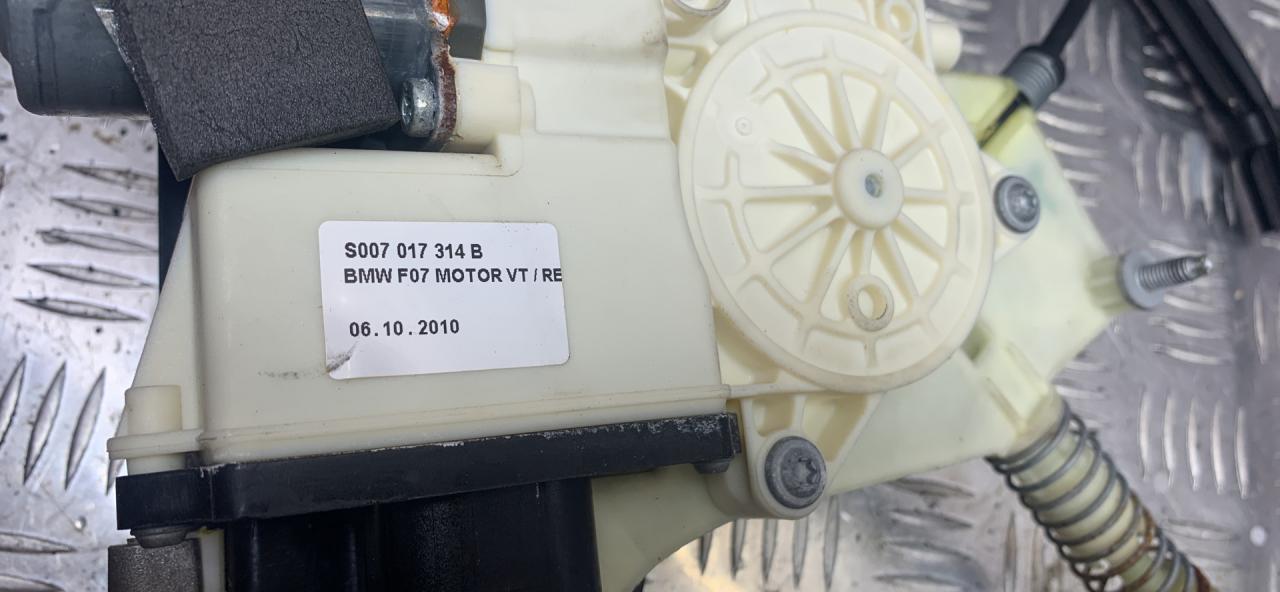 S007 017 314 B
BMW F07 MOTOR VT / RE
06.10.2010